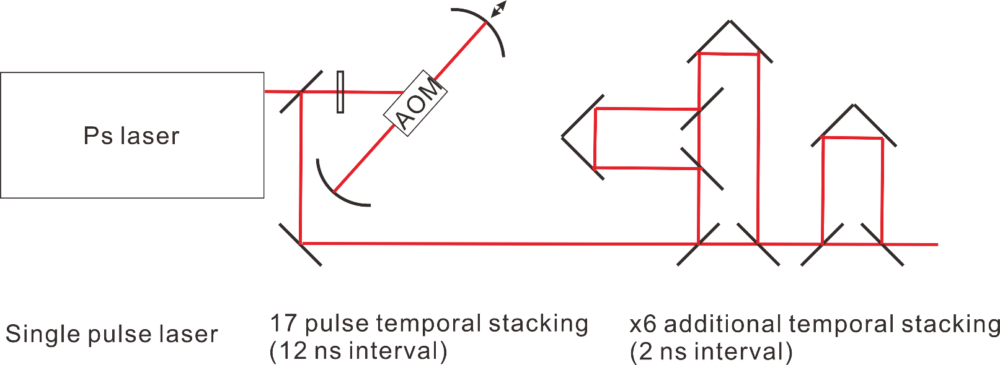 Ps laser
AOM
Single pulse laser
17 pulse temporal stacking
(12 ns interval)
x6 additional temporal stacking
(2 ns interval)